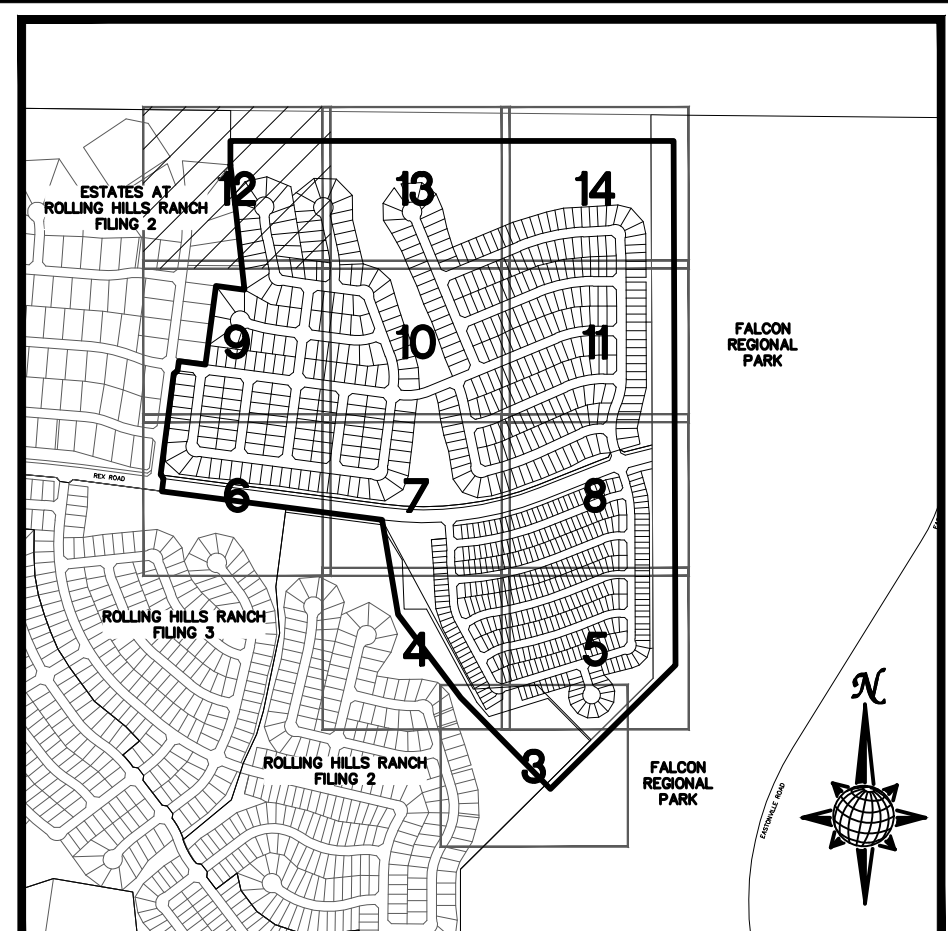 12
13
14
ESTATES AT
ROLLING HILLS RANCH
FILING 2
9
10
11
FALCON
REGIONAL
PARK
REX ROAD
6
7
8
ROLLING HILLS RANCH
FILING 3
4
5
N
ROLLING HILLS RANCH
FILING 2
3
FALCON
REGIONAL
PARK
EASTONVILLE ROAD